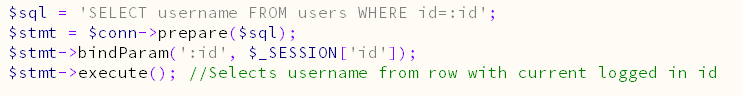 $sql = 'SELECT username FROM users WHERE id=:id';
$stmt = $conn->prepare($sql);
$stmt->bindParam(':id', $_SESSION['id']);
$stmt->execute(); //Selects username from row with current logged in id